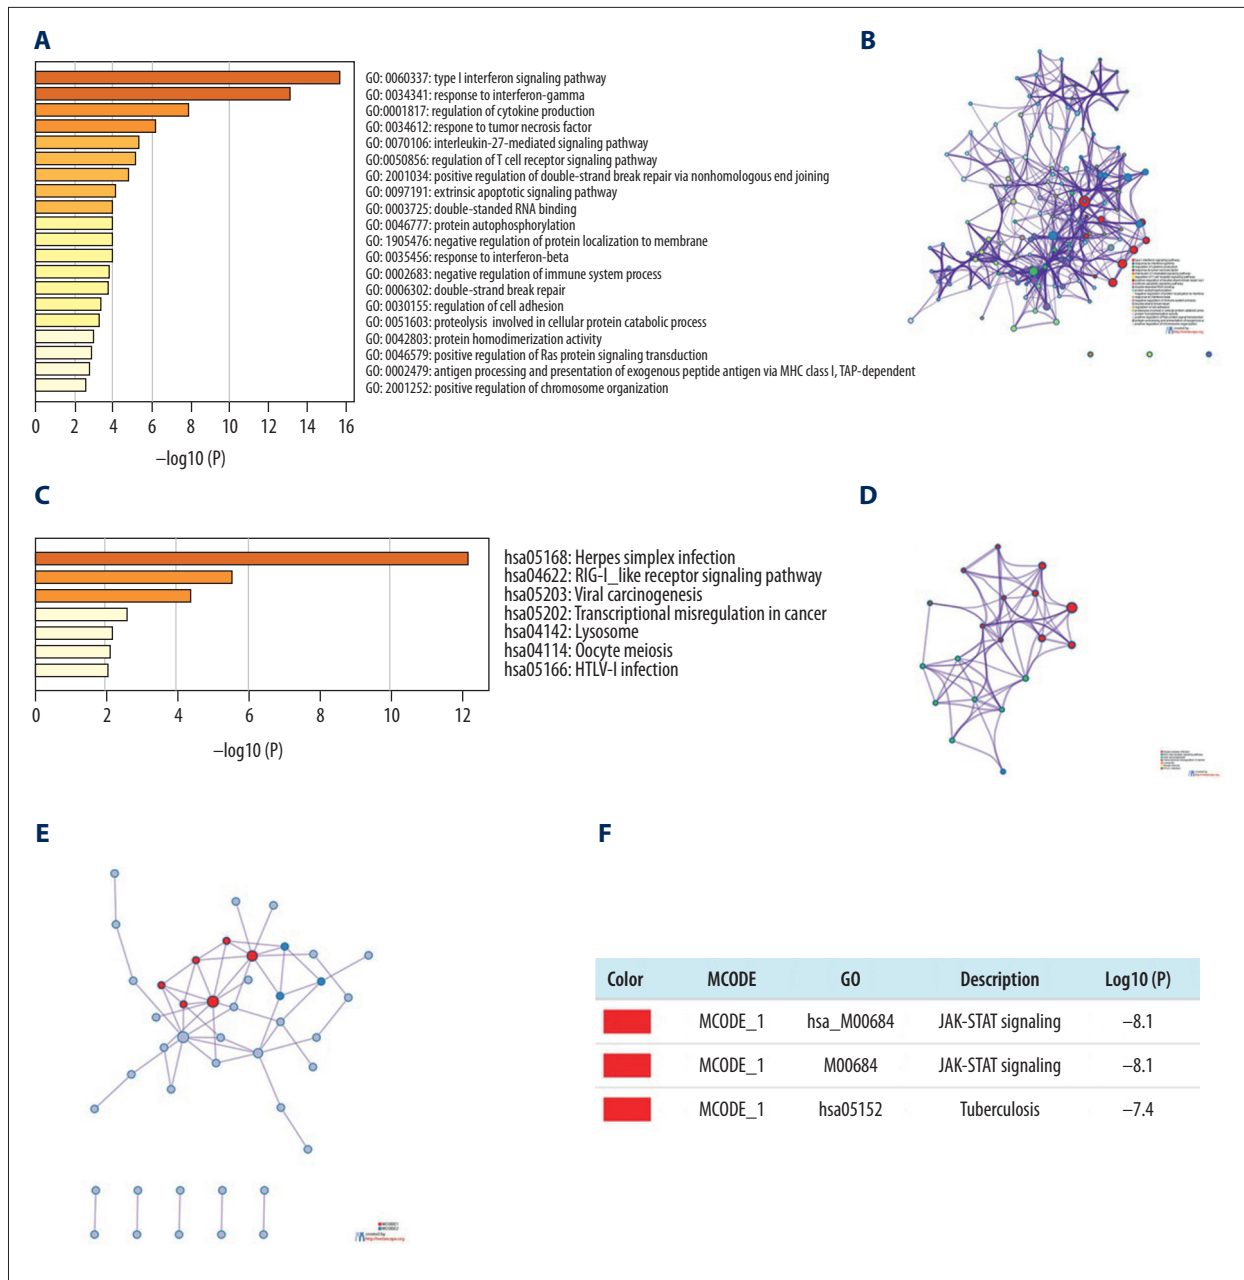 A
B
GO: 0060337: type I interferon signaling pathway
GO: 0034341: response to interferon-gamma
GO:0001817: regulation of cytokine production
GO: 0034612: respone to tumor necrosis factor
GO: 0070106: interleukin-27-mediated signaling pathway
GO:0050856: regulation of T cell receptor signaling pathway
GO: 2001034: positive regulation of double-strand break repair via nonhomologous end joining
GO: 0097191: extrinsic apoptotic signaling pathway
GO: 0003725: double-standed RNA binding
GO: 0046777: protein autophosphorylation
GO: 1905476: negative regulation of protein localization to membrane
GO: 0035456: response to interferon-beta
GO: 0002683: negative regulation of immune system process
GO: 0006302: double-strand break repair
GO: 0030155: regulation of cell adhesion
GO: 0051603: proteolysis involved in cellular protein catabolic process
GO: 0042803: protein homodimerization activity
GO: 0046579: positive regulation of Ras protein signaling transduction
GO: 0002479: antigen processing and presentation of exogenous peptide antigen via MHC class I, TAP-dependent
GO: 2001252: positive regulation of chromosome organization
0 2 4 6 8 10 12 14 16
–log10 (P)
C
D
hsa05168: Herpes simplex infection
hsa04622: RIG-I_like receptor signaling pathway
hsa05203: Viral carcinogenesis
hsa05202: Transcriptional misregulation in cancer
hsa04142: Lysosome
hsa04114: Oocyte meiosis
hsa05166: HTLV-I infection
0 2 4 6 8 10 12
–log10 (P)
E
F
Color MCODE GO Description Log10 (P)
MCODE_1 hsa_M00684 JAK-STAT signaling –8.1
MCODE_1 M00684 JAK-STAT signaling –8.1
MCODE_1 hsa05152 Tuberculosis –7.4
MCODE1
MCODE2
created by
http://metascape.org